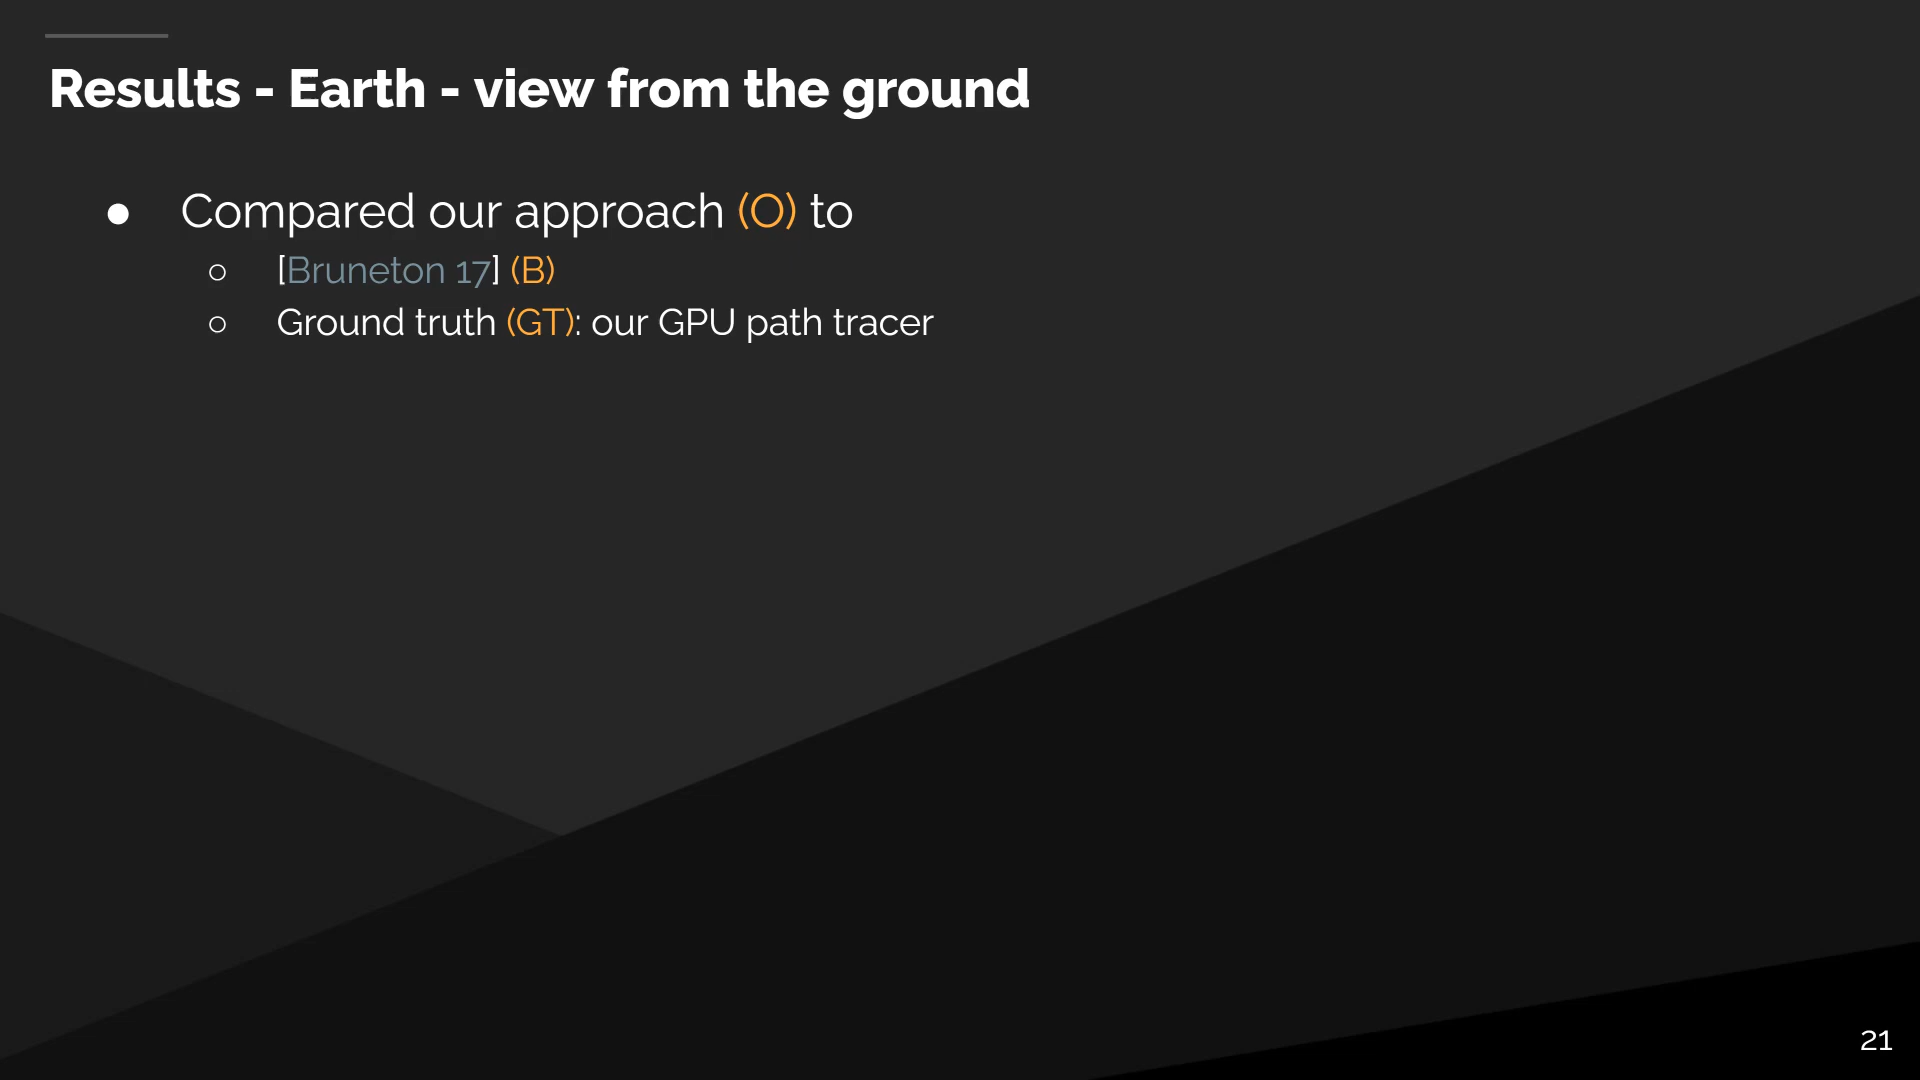 Results - Earth - view from the ground
● Compared our approach (O) to
○ [Bruneton 17] (B)
○ Ground truth (GT): our GPU path tracer
21